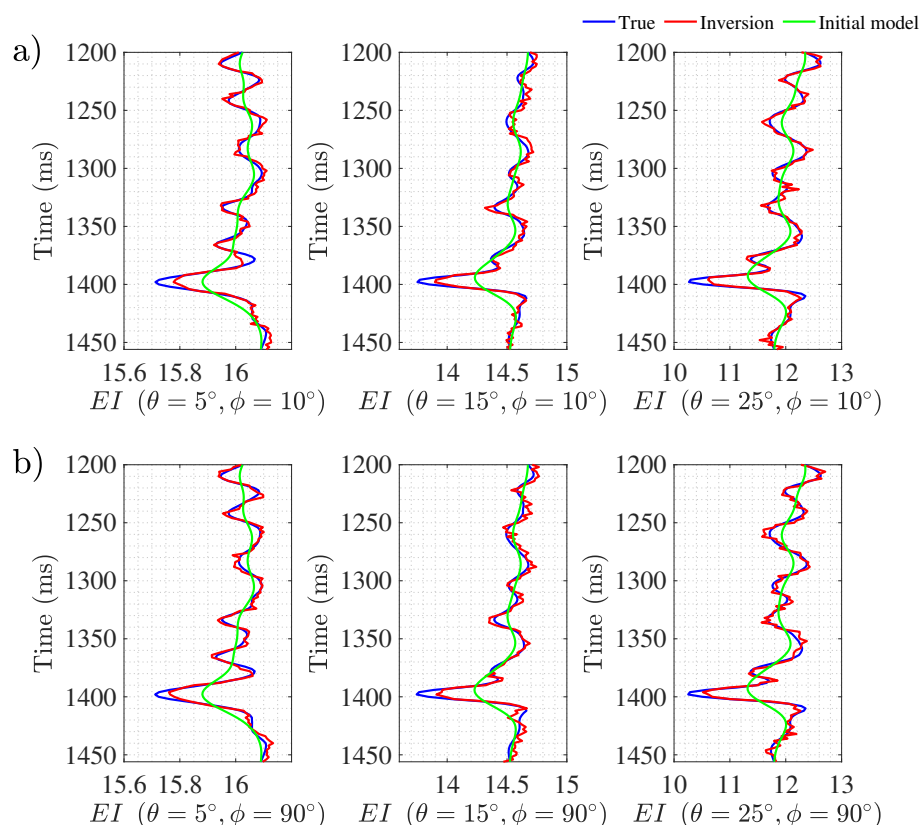 True Inversion Initial model
a)
1200 1200 1200
1250 1250 1250
1300 1300 1300
1350 1350 1350
1400 1400 1400
1450 1450 1450
Time (ms) Time (ms) Time (ms)
15.6 15.8 16 14 14.5 15 10 11 12 13
EI (θ = 5°, ϕ = 10°) EI (θ = 15°, ϕ = 10°) EI (θ = 25°, ϕ = 10°)
b)
1200 1200 1200
1250 1250 1250
1300 1300 1300
1350 1350 1350
1400 1400 1400
1450 1450 1450
Time (ms) Time (ms) Time (ms)
15.6 15.8 16 14 14.5 15 10 11 12 13
EI (θ = 5°, ϕ = 90°) EI (θ = 15°, ϕ = 90°) EI (θ = 25°, ϕ = 90°)